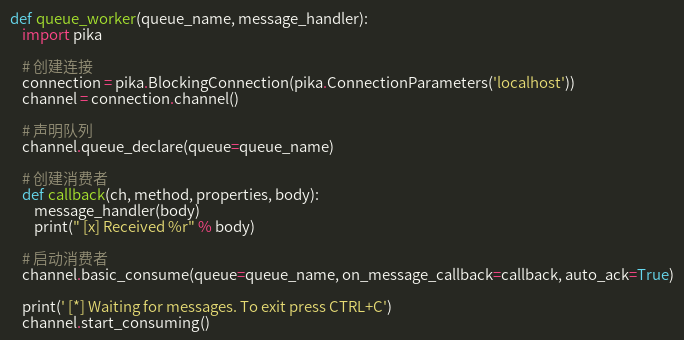 def queue_worker(queue_name, message_handler):
    import pika

    # 创建连接
    connection = pika.BlockingConnection(pika.ConnectionParameters('localhost'))
    channel = connection.channel()

    # 声明队列
    channel.queue_declare(queue=queue_name)

    # 创建消费者
    def callback(ch, method, properties, body):
        message_handler(body)
        print(" [x] Received %r" % body)

    # 启动消费者
    channel.basic_consume(queue=queue_name, on_message_callback=callback, auto_ack=True)

    print(' [*] Waiting for messages. To exit press CTRL+C')
    channel.start_consuming()